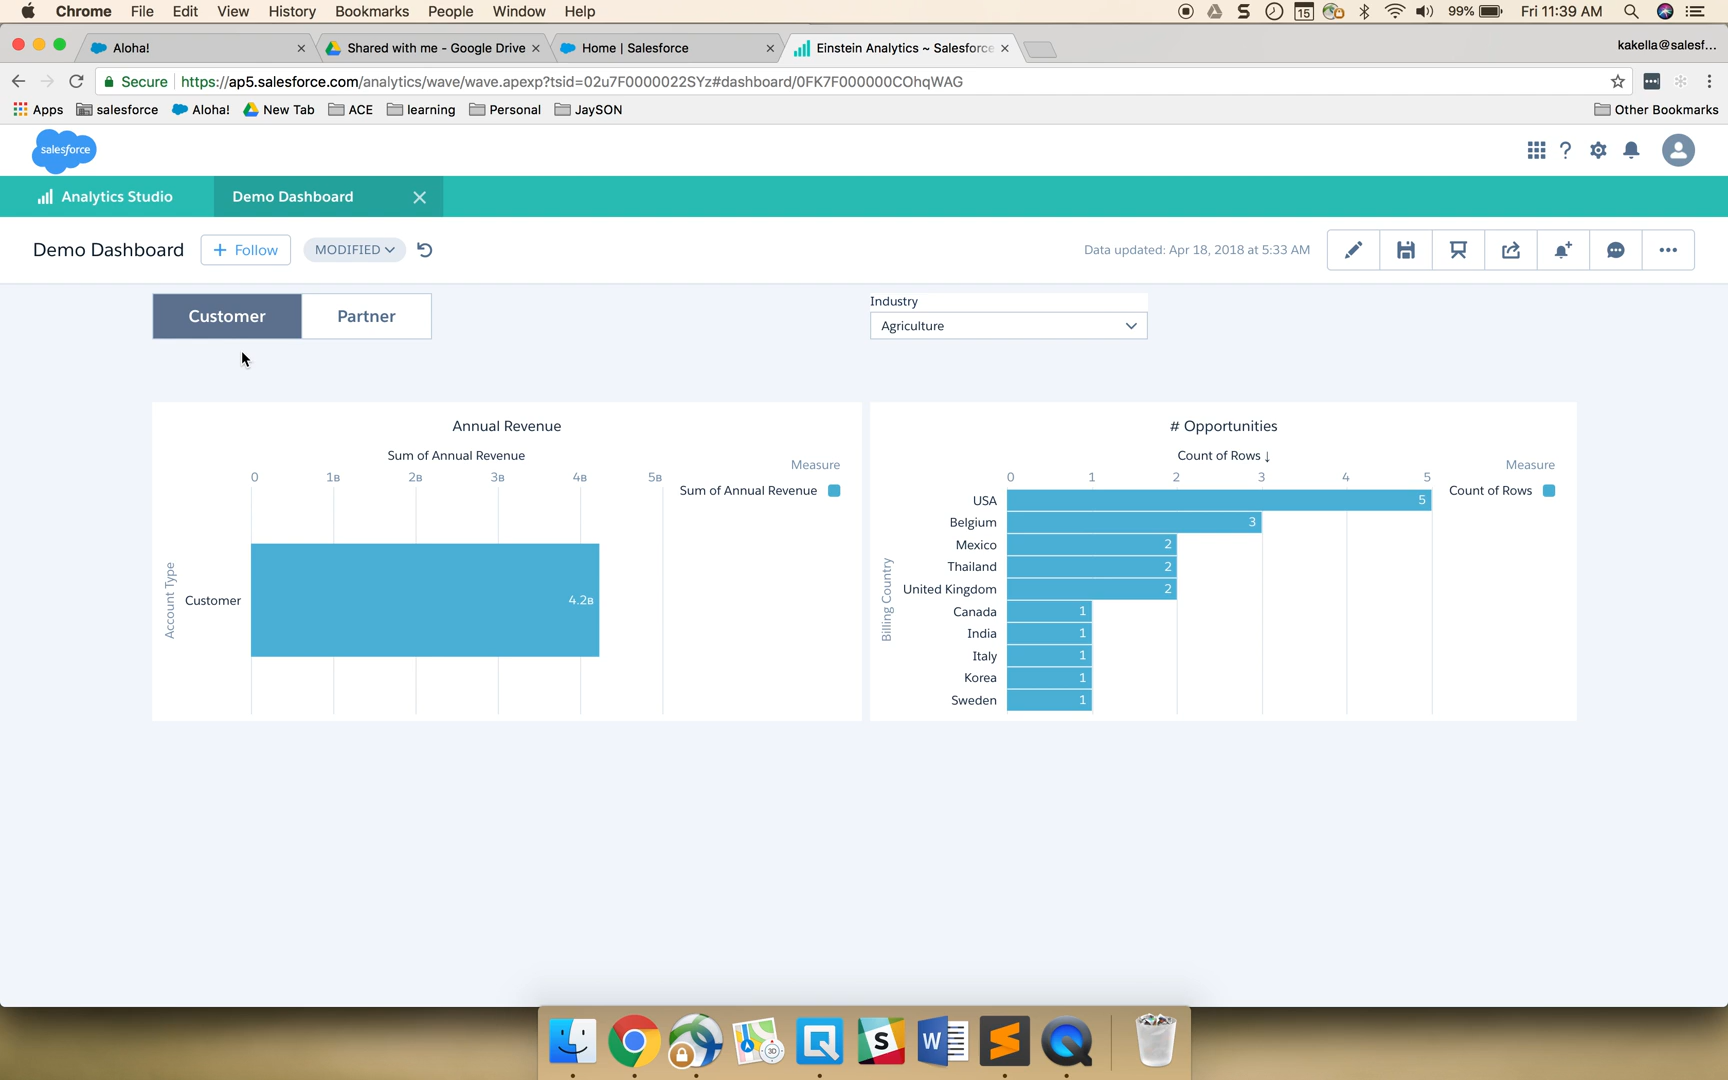 Chrome File Edit View History Bookmarks People Window Help S 15 99% Fri 11:39 AM
Aloha! Shared with me - Google Drive Home | Salesforce Einstein Analytics ~ Salesforce kakella@salesf...
Secure https://ap5.salesforce.com/analytics/wave/wave.apexp?tsid=02u7F0000022SYz#dashboard/0FK7F000000COhqWAG
Apps salesforce Aloha! New Tab ACE learning Personal JaySON Other Bookmarks
salesforce ?
Analytics Studio Demo Dashboard
Demo Dashboard + Follow MODIFIED Data updated: Apr 18, 2018 at 5:33 AM
Customer Partner
Industry
Agriculture
Annual Revenue
Sum of Annual Revenue
Measure
0 1B 2B 3B 4B 5B
Sum of Annual Revenue
Account Type
Customer 4.2B
# Opportunities
Count of Rows ↓
Measure
0 1 2 3 4 5
Count of Rows
Billing Country
USA 5
Belgium 3
Mexico 2
Thailand 2
United Kingdom 2
Canada 1
India 1
Italy 1
Korea 1
Sweden 1
3D S W